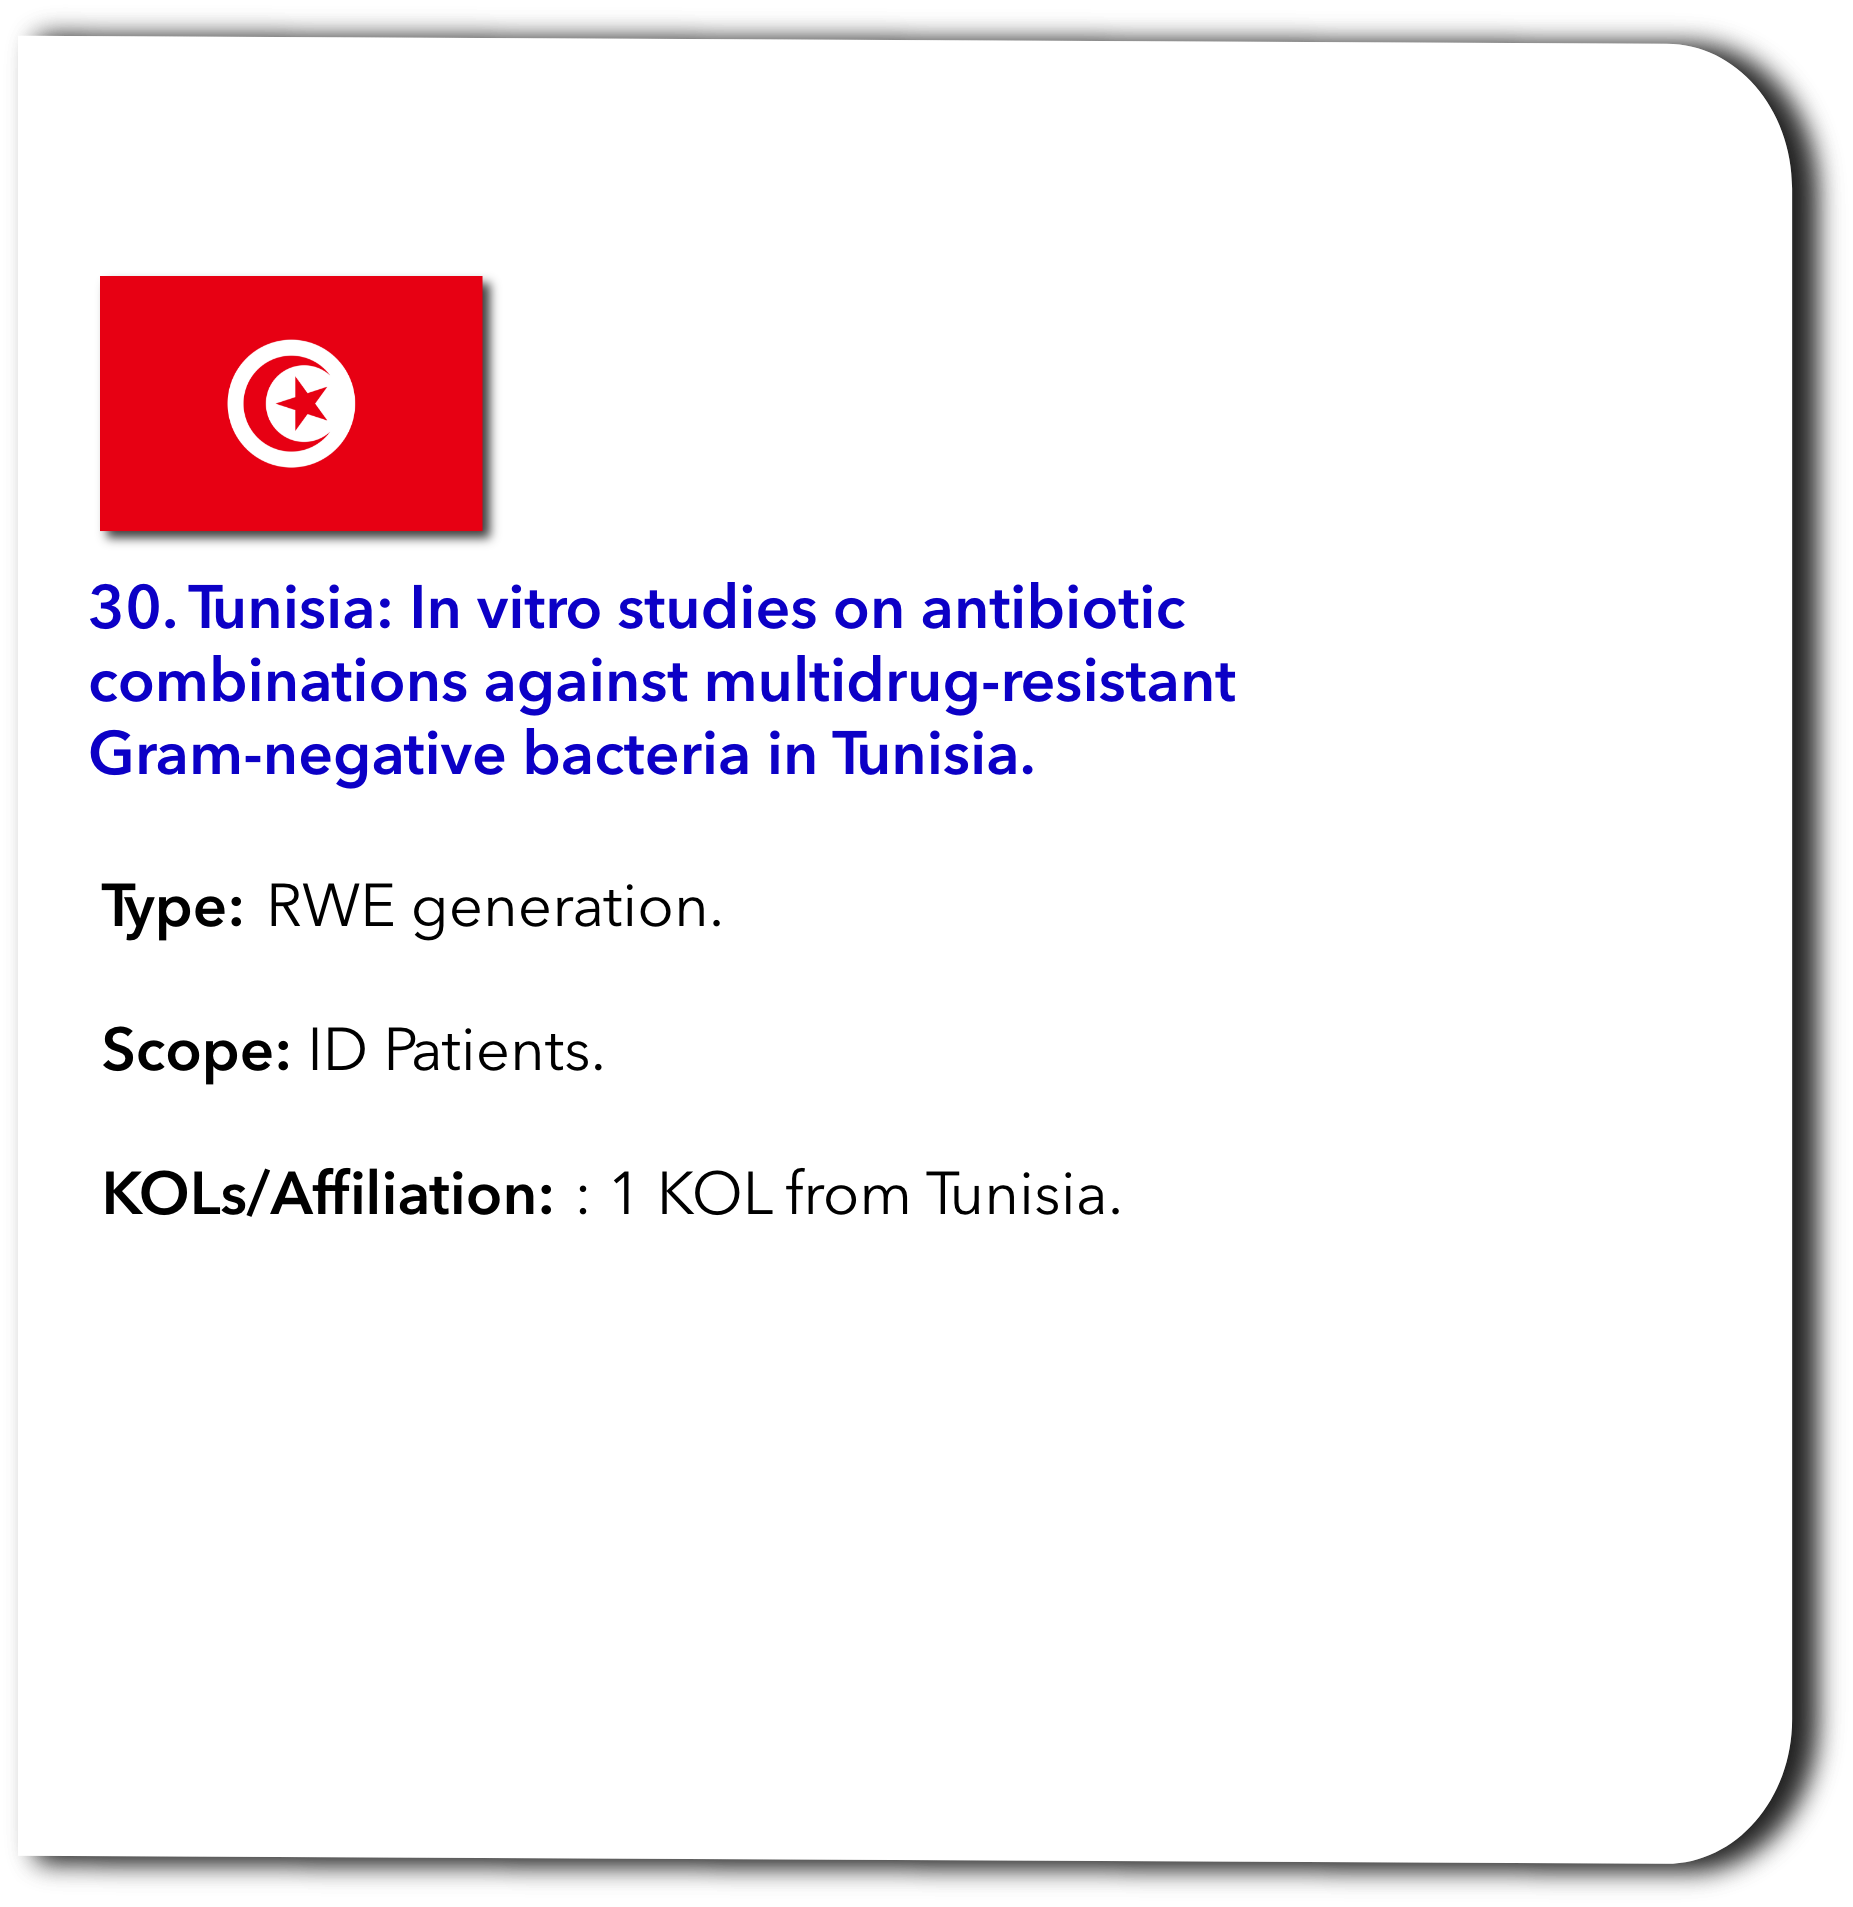 30. Tunisia: In vitro studies on antibiotic
combinations against multidrug-resistant
Gram-negative bacteria in Tunisia.
Type: RWE generation.
Scope: ID Patients.
KOLs/Affiliation: : 1 KOL from Tunisia.